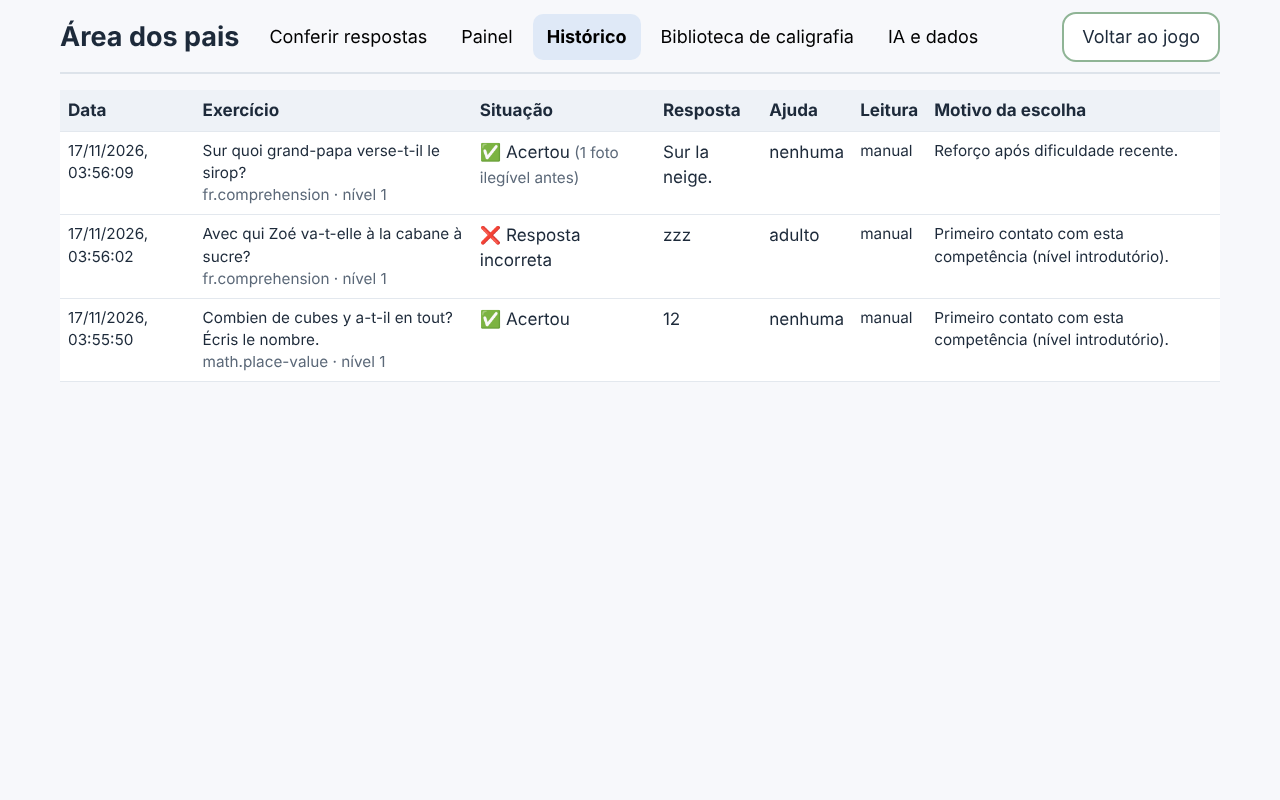 Área dos pais
Conferir respostas
Painel
Histórico
Biblioteca de caligrafia
IA e dados
Voltar ao jogo
Data Exercício Situação Resposta Ajuda Leitura Motivo da escolha
17/11/2026, 03:56:09
Sur quoi grand-papa verse-t-il le sirop?
fr.comprehension · nível 1
✅ Acertou (1 foto ilegível antes)
Sur la neige.
nenhuma
manual
Reforço após dificuldade recente.
17/11/2026, 03:56:02
Avec qui Zoé va-t-elle à la cabane à sucre?
fr.comprehension · nível 1
❌ Resposta incorreta
zzz
adulto
manual
Primeiro contato com esta competência (nível introdutório).
17/11/2026, 03:55:50
Combien de cubes y a-t-il en tout? Écris le nombre.
math.place-value · nível 1
✅ Acertou
12
nenhuma
manual
Primeiro contato com esta competência (nível introdutório).